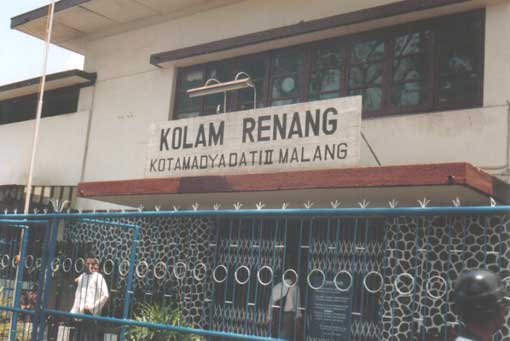 KOLAM RENANG
KOTAMADYA DATI II MALANG